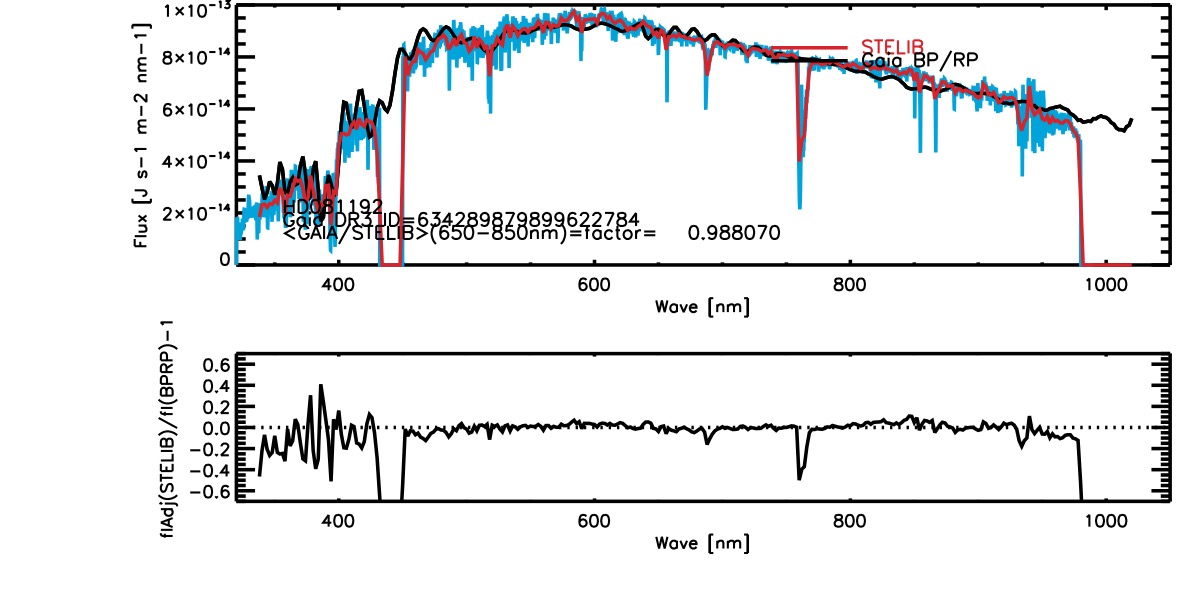 1×10−13
8×10−14
6×10−14
4×10−14
2×10−14
0
Flux [J s−1 m−2 nm−1]
STELIB
Gaia BP/RP
HD081192
Gaia DR3 ID=634289879899622784
<GAIA/STELIB>(650−850nm)=factor= 0.988070
400 600 800 1000
Wave [nm]
0.6
0.4
0.2
0.0
−0.2
−0.4
−0.6
flAdj(STELIB)/fl(BPRP)−1
400 600 800 1000
Wave [nm]